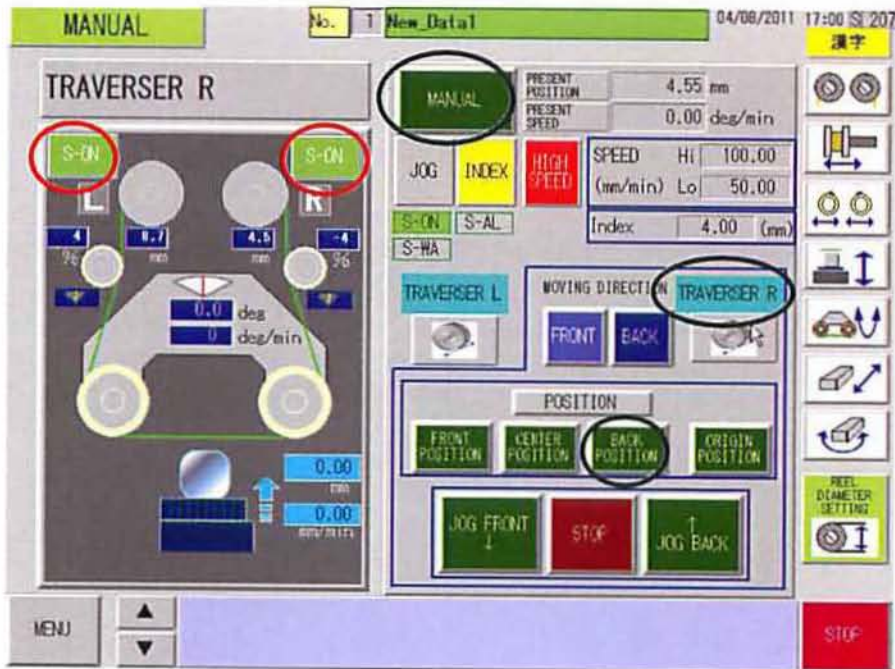 MANUAL
No. 1 New_Data1
04/08/2011 17:00 SI 207
漢字
TRAVERSER R
S-ON S-ON
L R
4 8.7 4.5 -4
% mm mm %
0.0 deg
0 deg/min
0.00
mm
0.00
mm/min
MANUAL
PRESENT POSITION 4.55 mm
PRESENT SPEED 0.00 deg/min
JOG INDEX HIGH SPEED
SPEED Hi 100.00
(mm/min) Lo 50.00
S-ON S-AL
S-WA
Index 4.00 (mm)
TRAVERSER L
MOVING DIRECTION
TRAVERSER R
FRONT BACK
POSITION
FRONT POSITION
CENTER POSITION
BACK POSITION
ORIGIN POSITION
JOG FRONT ↓
STOP
↑ JOG BACK
REEL
DIAMETER
SETTING
MENU
▲
▼
STOP